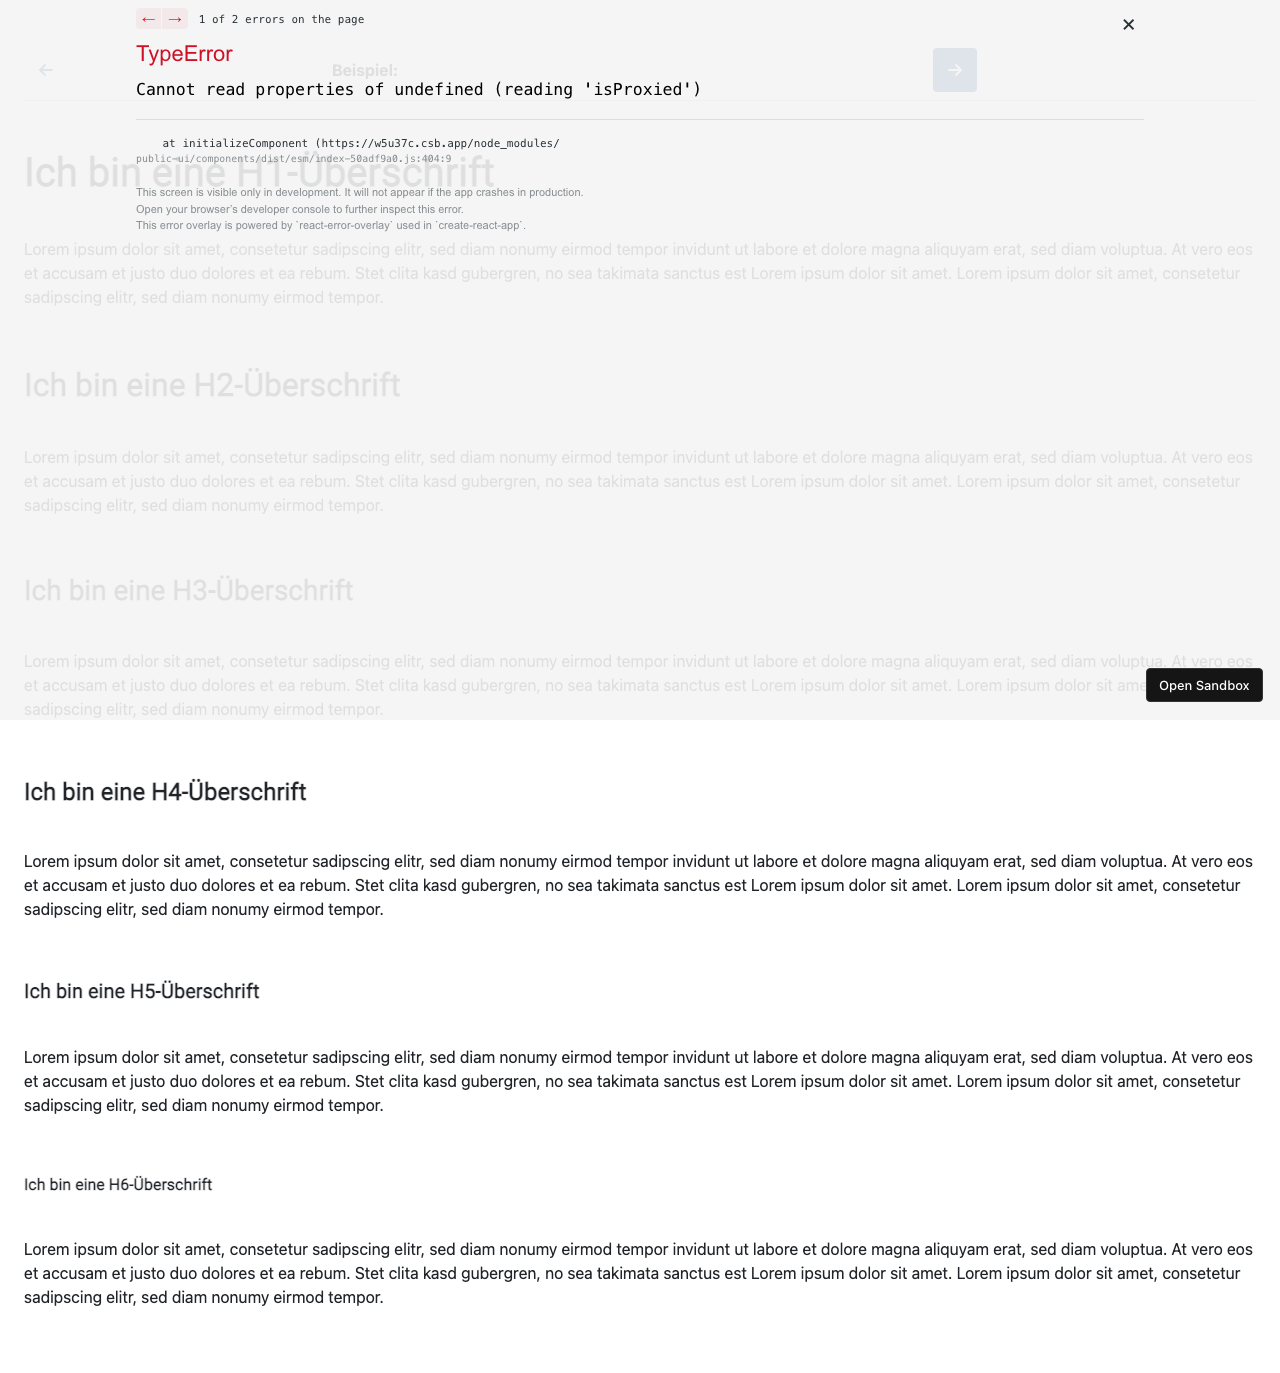 ← → 1 of 2 errors on the page
TypeError
← Beispiel: →
Cannot read properties of undefined (reading 'isProxied')
at initializeComponent (https://w5u37c.csb.app/node_modules/
public-ui/components/dist/esm/index-50adf9a0.js:404:9
Ich bin eine H1-Überschrift
This screen is visible only in development. It will not appear if the app crashes in production.
Open your browser's developer console to further inspect this error.
This error overlay is powered by `react-error-overlay` used in `create-react-app`.
Lorem ipsum dolor sit amet, consetetur sadipscing elitr, sed diam nonumy eirmod tempor invidunt ut labore et dolore magna aliquyam erat, sed diam voluptua. At vero eos
et accusam et justo duo dolores et ea rebum. Stet clita kasd gubergren, no sea takimata sanctus est Lorem ipsum dolor sit amet. Lorem ipsum dolor sit amet, consetetur
sadipscing elitr, sed diam nonumy eirmod tempor.
Ich bin eine H2-Überschrift
Lorem ipsum dolor sit amet, consetetur sadipscing elitr, sed diam nonumy eirmod tempor invidunt ut labore et dolore magna aliquyam erat, sed diam voluptua. At vero eos
et accusam et justo duo dolores et ea rebum. Stet clita kasd gubergren, no sea takimata sanctus est Lorem ipsum dolor sit amet. Lorem ipsum dolor sit amet, consetetur
sadipscing elitr, sed diam nonumy eirmod tempor.
Ich bin eine H3-Überschrift
Lorem ipsum dolor sit amet, consetetur sadipscing elitr, sed diam nonumy eirmod tempor invidunt ut labore et dolore magna aliquyam erat, sed diam voluptua. At vero eos
et accusam et justo duo dolores et ea rebum. Stet clita kasd gubergren, no sea takimata sanctus est Lorem ipsum dolor sit amet. Lorem ipsum dolor sit ame
Open Sandbox
sadipscing elitr, sed diam nonumy eirmod tempor.
Ich bin eine H4-Überschrift
Lorem ipsum dolor sit amet, consetetur sadipscing elitr, sed diam nonumy eirmod tempor invidunt ut labore et dolore magna aliquyam erat, sed diam voluptua. At vero eos
et accusam et justo duo dolores et ea rebum. Stet clita kasd gubergren, no sea takimata sanctus est Lorem ipsum dolor sit amet. Lorem ipsum dolor sit amet, consetetur
sadipscing elitr, sed diam nonumy eirmod tempor.
Ich bin eine H5-Überschrift
Lorem ipsum dolor sit amet, consetetur sadipscing elitr, sed diam nonumy eirmod tempor invidunt ut labore et dolore magna aliquyam erat, sed diam voluptua. At vero eos
et accusam et justo duo dolores et ea rebum. Stet clita kasd gubergren, no sea takimata sanctus est Lorem ipsum dolor sit amet. Lorem ipsum dolor sit amet, consetetur
sadipscing elitr, sed diam nonumy eirmod tempor.
Ich bin eine H6-Überschrift
Lorem ipsum dolor sit amet, consetetur sadipscing elitr, sed diam nonumy eirmod tempor invidunt ut labore et dolore magna aliquyam erat, sed diam voluptua. At vero eos
et accusam et justo duo dolores et ea rebum. Stet clita kasd gubergren, no sea takimata sanctus est Lorem ipsum dolor sit amet. Lorem ipsum dolor sit amet, consetetur
sadipscing elitr, sed diam nonumy eirmod tempor.